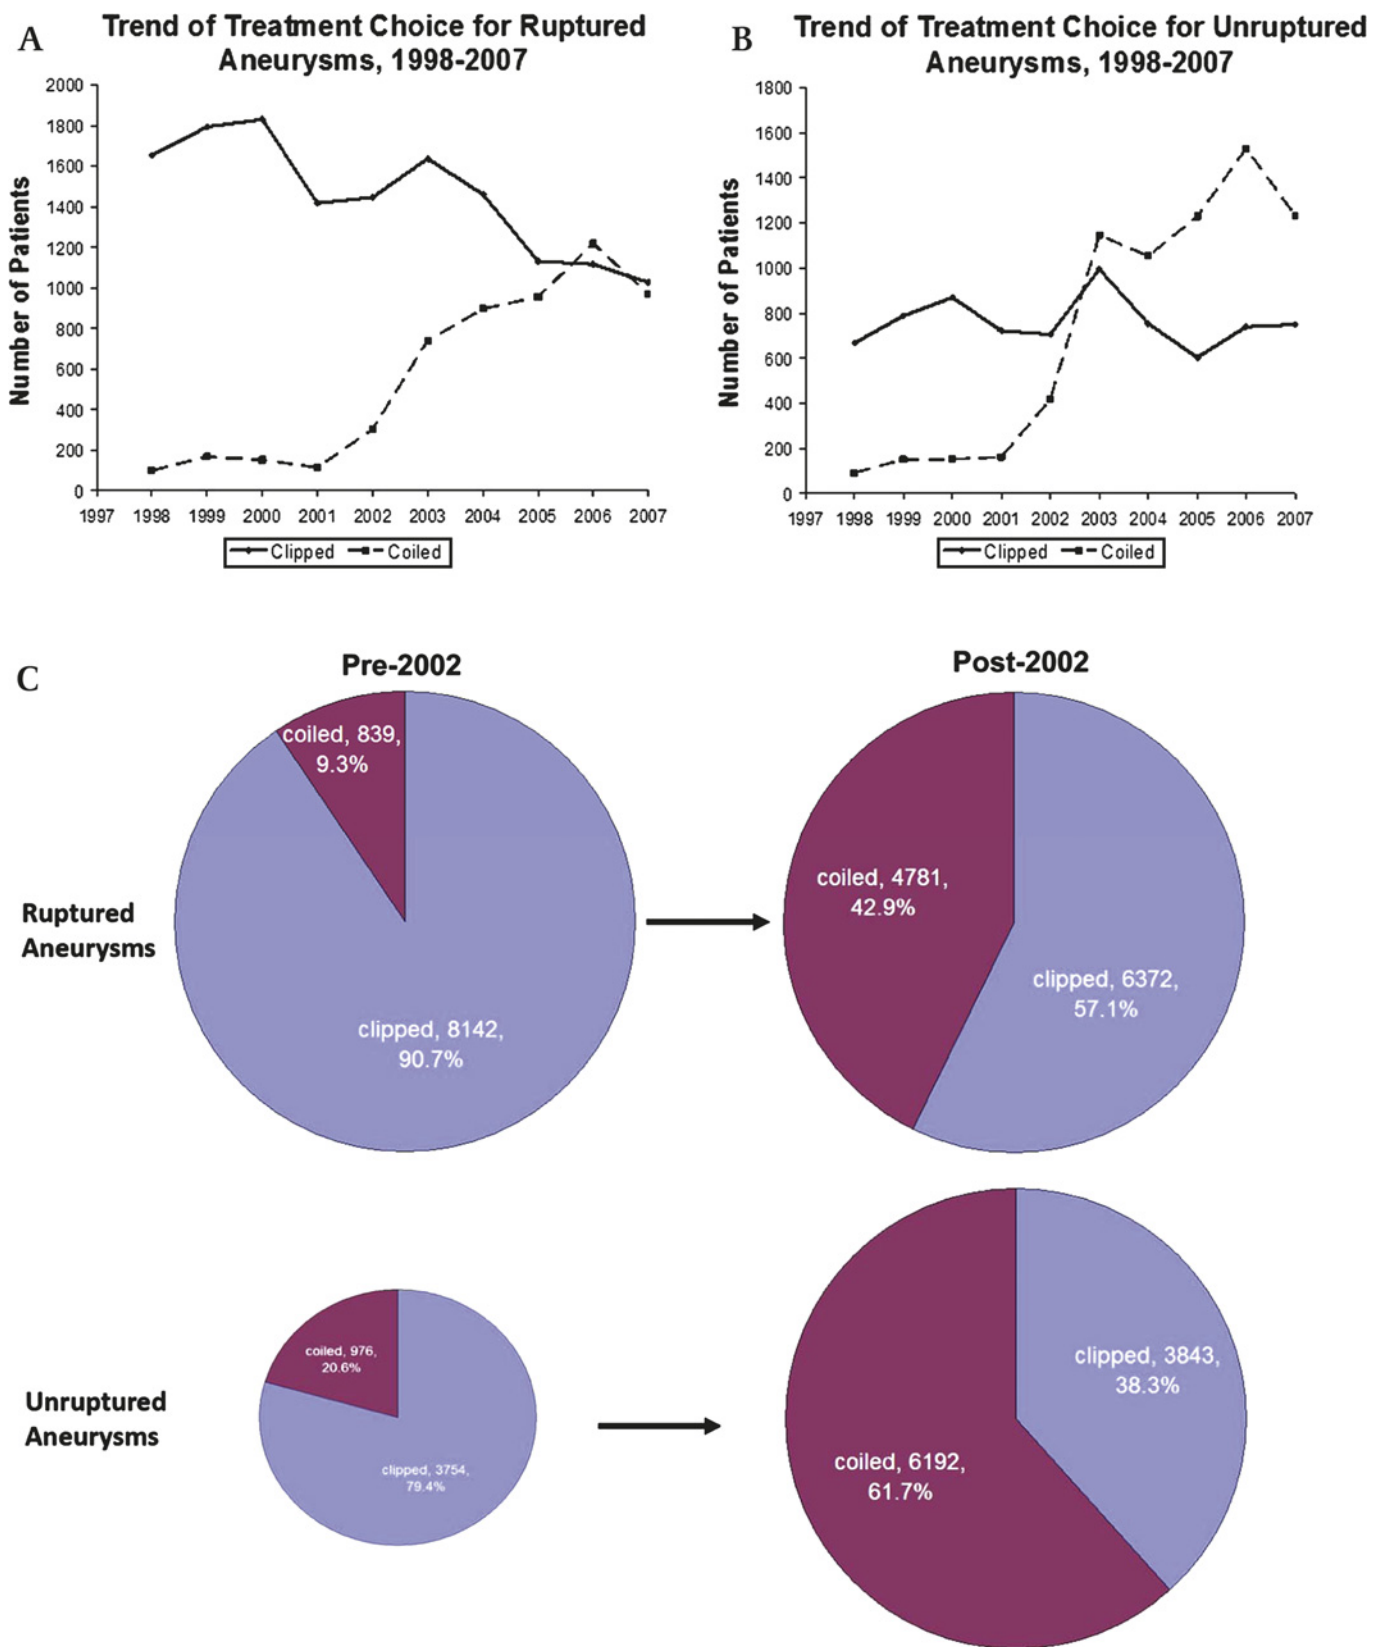 A
Trend of Treatment Choice for Ruptured
Aneurysms, 1998-2007
Number of Patients
2000
1800
1600
1400
1200
1000
800
600
400
200
0
1997 1998 1999 2000 2001 2002 2003 2004 2005 2006 2007
Clipped Coiled
B
Trend of Treatment Choice for Unruptured
Aneurysms, 1998-2007
Number of Patients
1800
1600
1400
1200
1000
800
600
400
200
0
1997 1998 1999 2000 2001 2002 2003 2004 2005 2006 2007
Clipped Coiled
C
Pre-2002
Post-2002
Ruptured
Aneurysms
coiled, 839,
9.3%
clipped, 8142,
90.7%
coiled, 4781,
42.9%
clipped, 6372,
57.1%
Unruptured
Aneurysms
coiled, 976,
20.6%
clipped, 3754,
79.4%
clipped, 3843,
38.3%
coiled, 6192,
61.7%